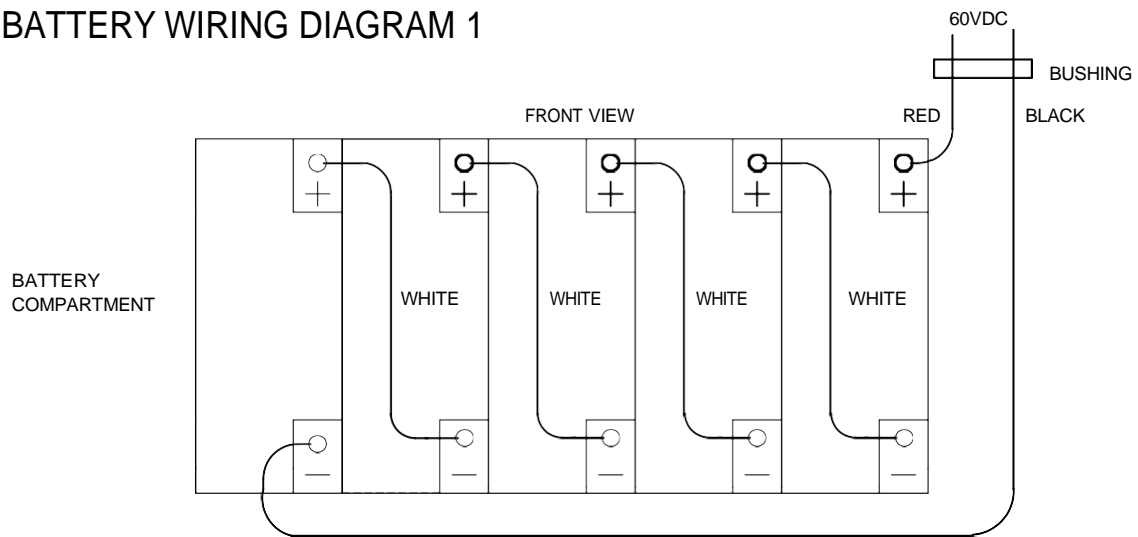 BATTERY WIRING DIAGRAM 1
60VDC
BUSHING
FRONT VIEW
RED
BLACK
+ + + + +
BATTERY
COMPARTMENT
WHITE WHITE WHITE WHITE
— — — — —